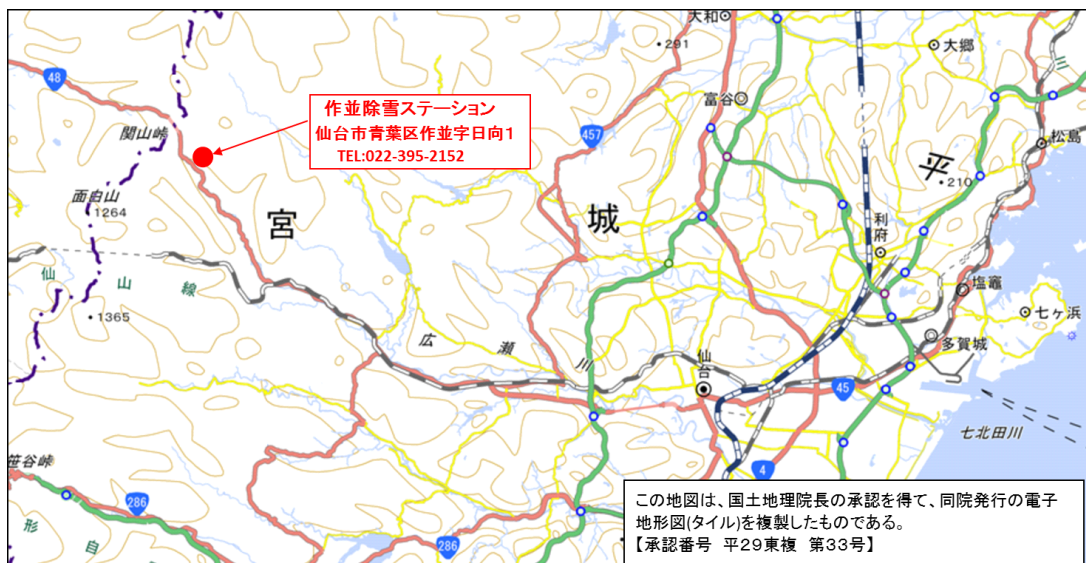 大和
291
大郷
三
48
富谷
作並除雪ステーション
仙台市青葉区作並字日向1
TEL:022-395-2152
関山峠
457
松島
平
210
面白山
1264
宮
城
利府
仙山線
塩竈
七ヶ浜
1365
広瀬川
多賀城
仙台
45
七北田川
笹谷峠
4
286
286
形自
この地図は、国土地理院長の承認を得て、同院発行の電子
地形図(タイル)を複製したものである。
【承認番号 平29東複 第33号】